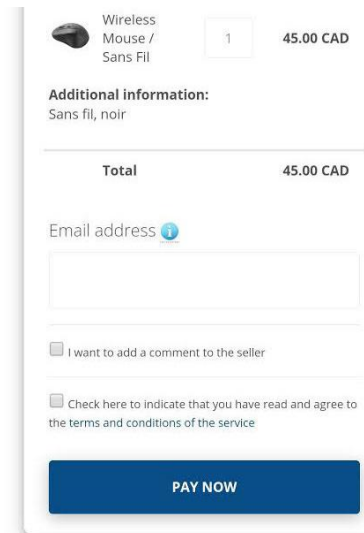 Wireless
Mouse /
Sans Fil
1
45.00 CAD
Additional information:
Sans fil, noir
Total
45.00 CAD
Email address
I want to add a comment to the seller
Check here to indicate that you have read and agree to
the terms and conditions of the service
PAY NOW